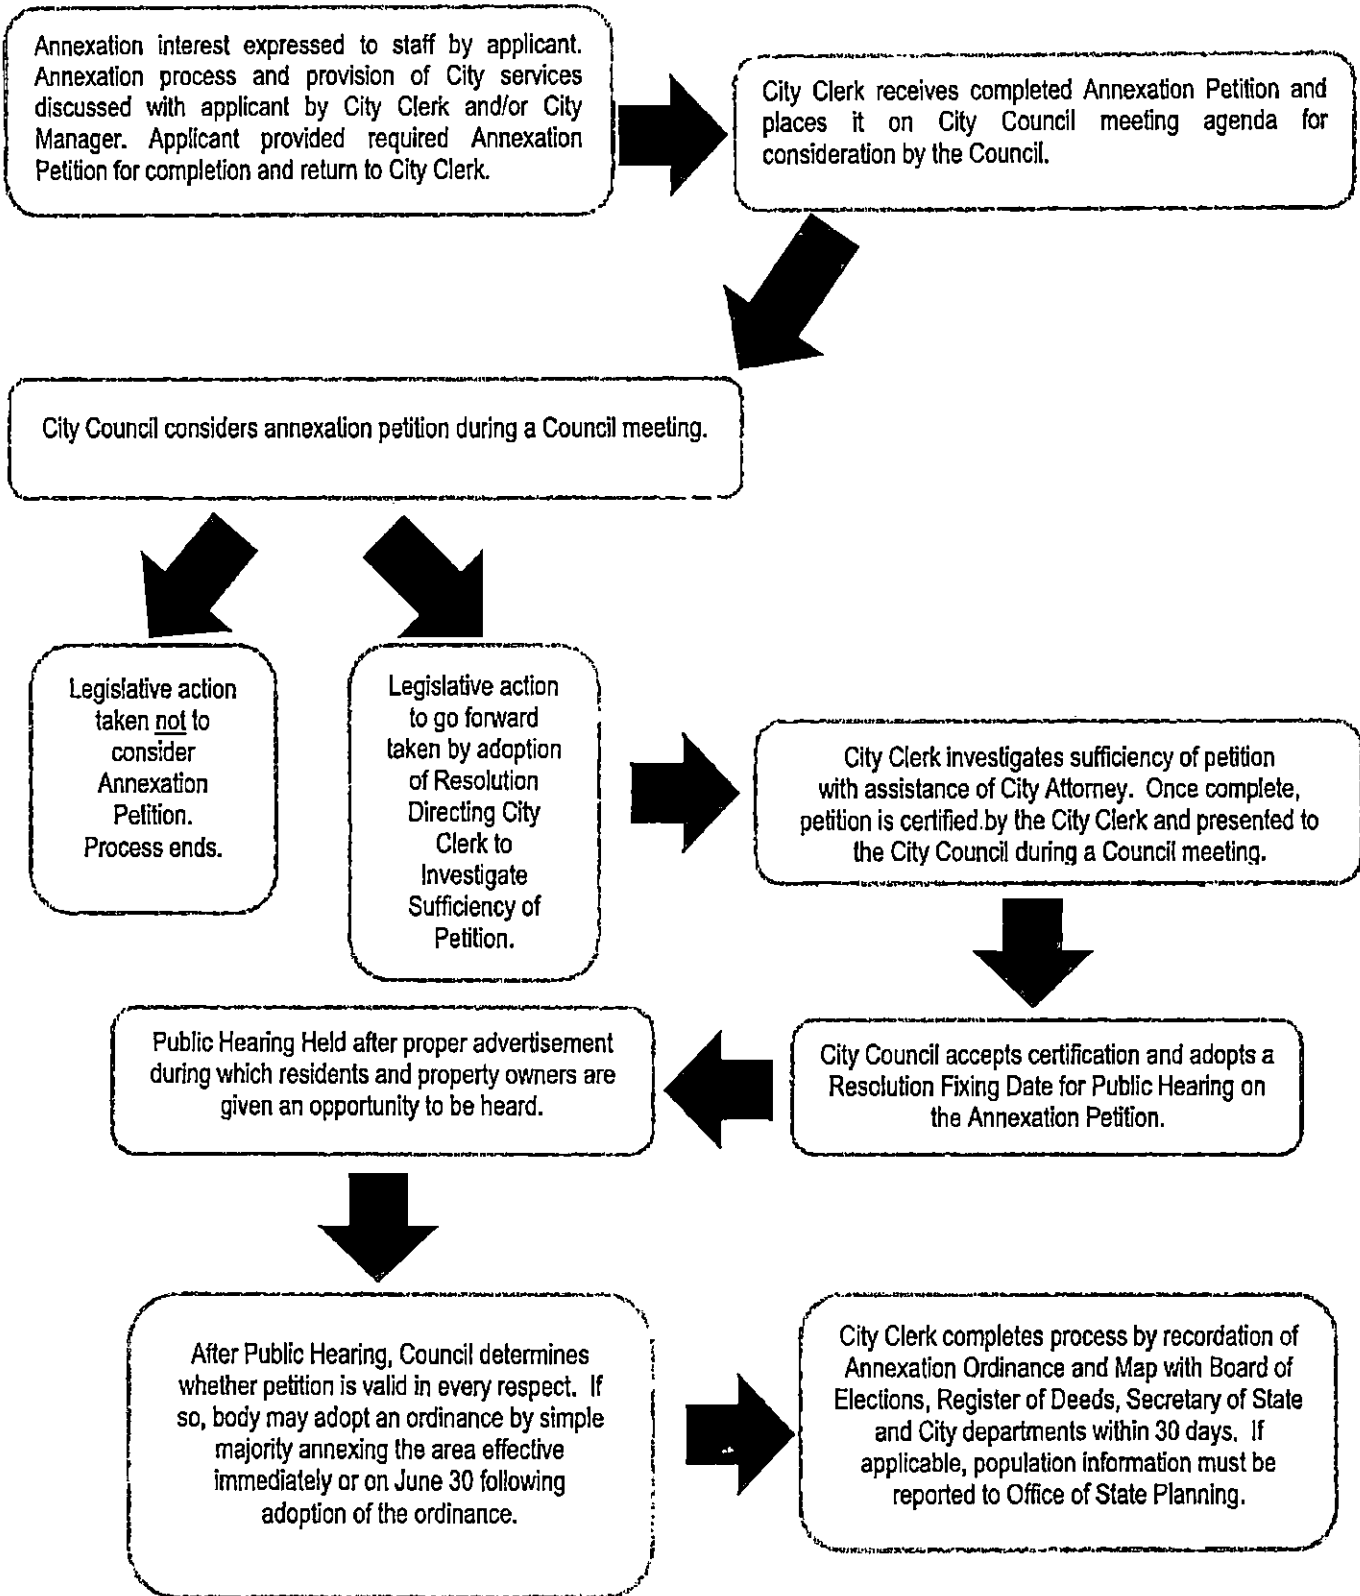 Annexation interest expressed to staff by applicant.
Annexation process and provision of City services
discussed with applicant by City Clerk and/or City
Manager. Applicant provided required Annexation
Petition for completion and return to City Clerk.
City Clerk receives completed Annexation Petition and
places it on City Council meeting agenda for
consideration by the Council.
City Council considers annexation petition during a Council meeting.
Legislative action
taken not to
consider
Annexation
Petition.
Process ends.
Legislative action
to go forward
taken by adoption
of Resolution
Directing City
Clerk to
Investigate
Sufficiency of
Petition.
City Clerk investigates sufficiency of petition
with assistance of City Attorney. Once complete,
petition is certified.by the City Clerk and presented to
the City Council during a Council meeting.
City Council accepts certification and adopts a
Resolution Fixing Date for Public Hearing on
the Annexation Petition.
Public Hearing Held after proper advertisement
during which residents and property owners are
given an opportunity to be heard.
After Public Hearing, Council determines
whether petition is valid in every respect. If
so, body may adopt an ordinance by simple
majority annexing the area effective
immediately or on June 30 following
adoption of the ordinance.
City Clerk completes process by recordation of
Annexation Ordinance and Map with Board of
Elections, Register of Deeds, Secretary of State
and City departments within 30 days. If
applicable, population information must be
reported to Office of State Planning.